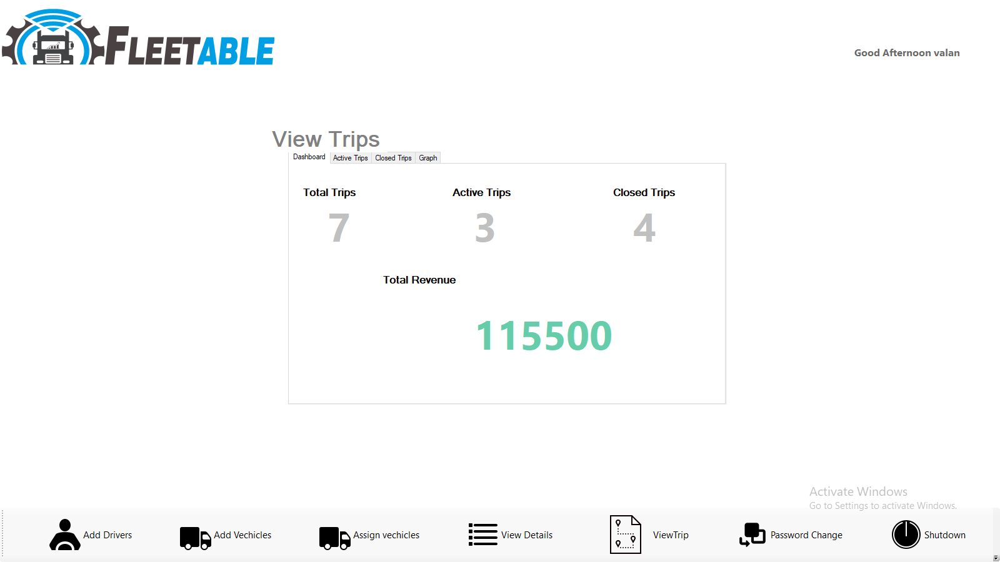 FLEETABLE
Good Afternoon valan
View Trips
Dashboard Active Trips Closed Trips Graph
Total Trips Active Trips Closed Trips
7 3 4
Total Revenue
115500
Activate Windows
Go to Settings to activate Windows.
Add Drivers Add Vechicles Assign vechicles View Details ViewTrip Password Change Shutdown